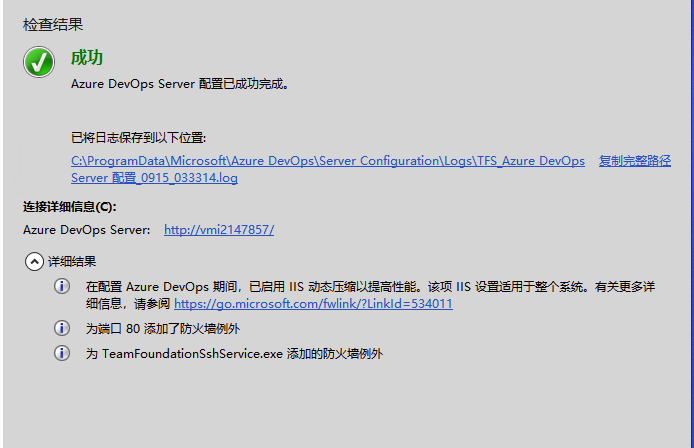 检查结果
成功
Azure DevOps Server 配置已成功完成。
已将日志保存到以下位置:
C:\ProgramData\Microsoft\Azure DevOps\Server Configuration\Logs\TFS_Azure DevOps 复制完整路径
Server 配置_0915_033314.log
连接详细信息(C):
Azure DevOps Server: http://vmi2147857/
详细结果
在配置 Azure DevOps 期间，已启用 IIS 动态压缩以提高性能。该项 IIS 设置适用于整个系统。有关更多详
细信息，请参阅 https://go.microsoft.com/fwlink/?LinkId=534011
为端口 80 添加了防火墙例外
为 TeamFoundationSshService.exe 添加的防火墙例外